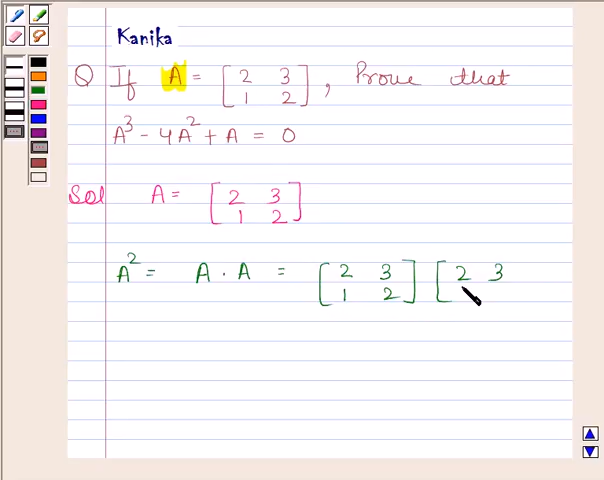 Kanika
Q If A = [ 2 3 ], Prove that
1 2
A³ - 4A² + A = 0
Sol A = [ 2 3 ]
1 2
A² = A . A = [ 2 3 ] [ 2 3
1 2